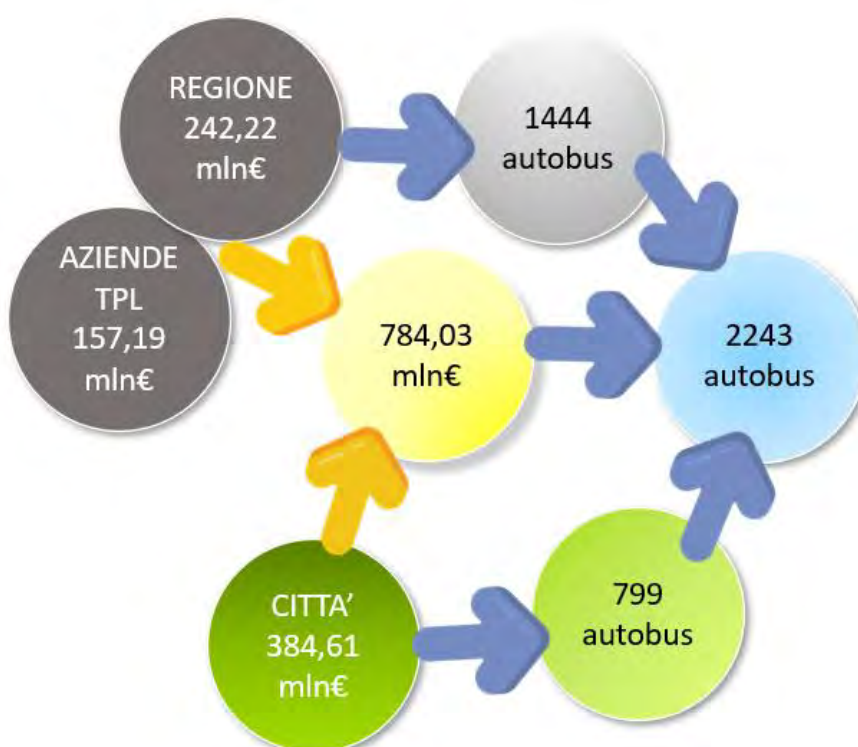 REGIONE
242,22
mln€
1444
autobus
AZIENDE
TPL
157,19
mln€
784,03
mln€
2243
autobus
CITTA'
384,61
mln€
799
autobus